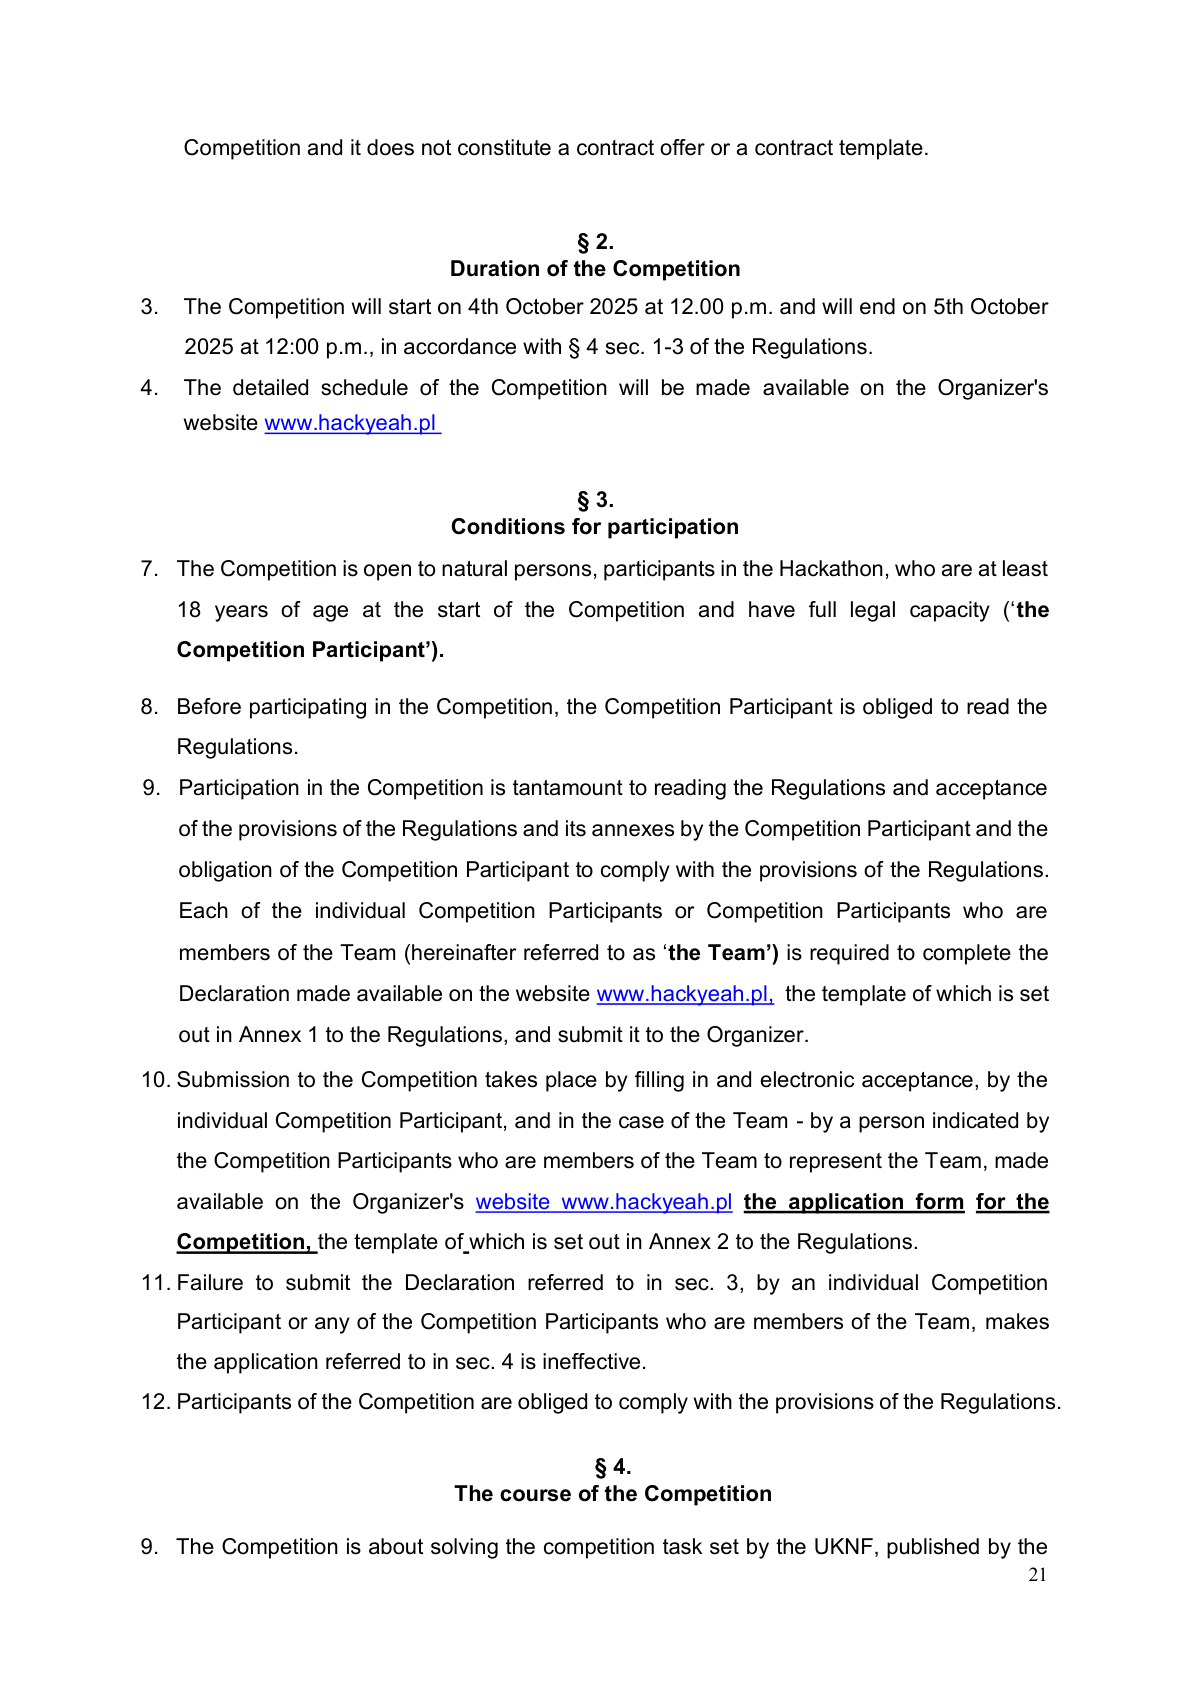 Competition and it does not constitute a contract offer or a contract template.
§ 2.
Duration of the Competition
3. The Competition will start on 4th October 2025 at 12.00 p.m. and will end on 5th October
2025 at 12:00 p.m., in accordance with § 4 sec. 1-3 of the Regulations.
4. The detailed schedule of the Competition will be made available on the Organizer's
website www.hackyeah.pl
§ 3.
Conditions for participation
7. The Competition is open to natural persons, participants in the Hackathon, who are at least
18 years of age at the start of the Competition and have full legal capacity (‘the
Competition Participant’).
8. Before participating in the Competition, the Competition Participant is obliged to read the
Regulations.
9. Participation in the Competition is tantamount to reading the Regulations and acceptance
of the provisions of the Regulations and its annexes by the Competition Participant and the
obligation of the Competition Participant to comply with the provisions of the Regulations.
Each of the individual Competition Participants or Competition Participants who are
members of the Team (hereinafter referred to as ‘the Team’) is required to complete the
Declaration made available on the website www.hackyeah.pl, the template of which is set
out in Annex 1 to the Regulations, and submit it to the Organizer.
10. Submission to the Competition takes place by filling in and electronic acceptance, by the
individual Competition Participant, and in the case of the Team - by a person indicated by
the Competition Participants who are members of the Team to represent the Team, made
available on the Organizer's website www.hackyeah.pl the application form for the
Competition, the template of which is set out in Annex 2 to the Regulations.
11. Failure to submit the Declaration referred to in sec. 3, by an individual Competition
Participant or any of the Competition Participants who are members of the Team, makes
the application referred to in sec. 4 is ineffective.
12. Participants of the Competition are obliged to comply with the provisions of the Regulations.
§ 4.
The course of the Competition
9. The Competition is about solving the competition task set by the UKNF, published by the
21